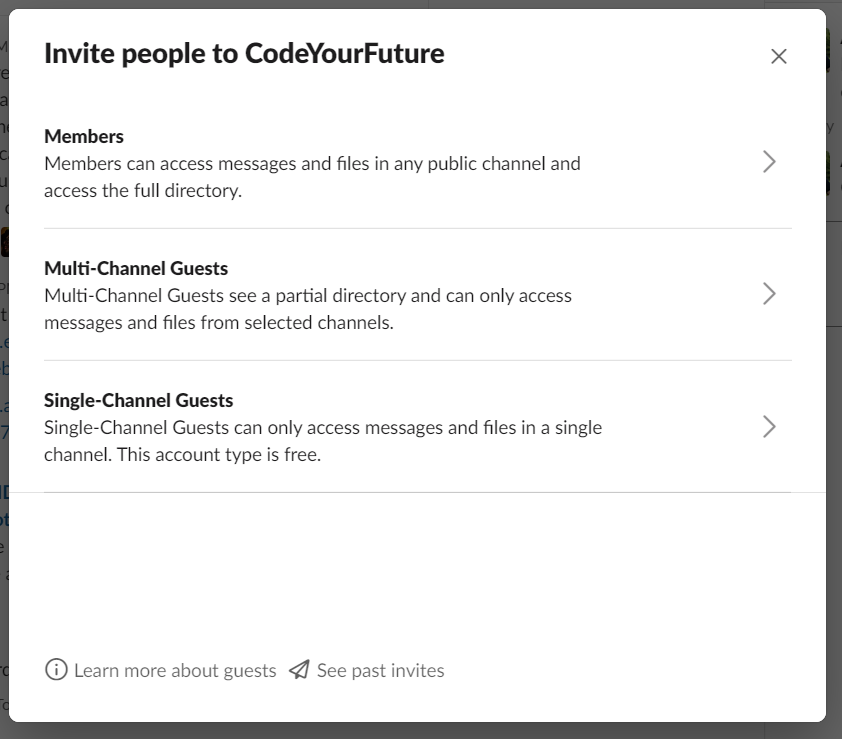 Invite people to CodeYourFuture
Members
Members can access messages and files in any public channel and
access the full directory.
Multi-Channel Guests
Multi-Channel Guests see a partial directory and can only access
messages and files from selected channels.
Single-Channel Guests
Single-Channel Guests can only access messages and files in a single
channel. This account type is free.
Learn more about guests See past invites